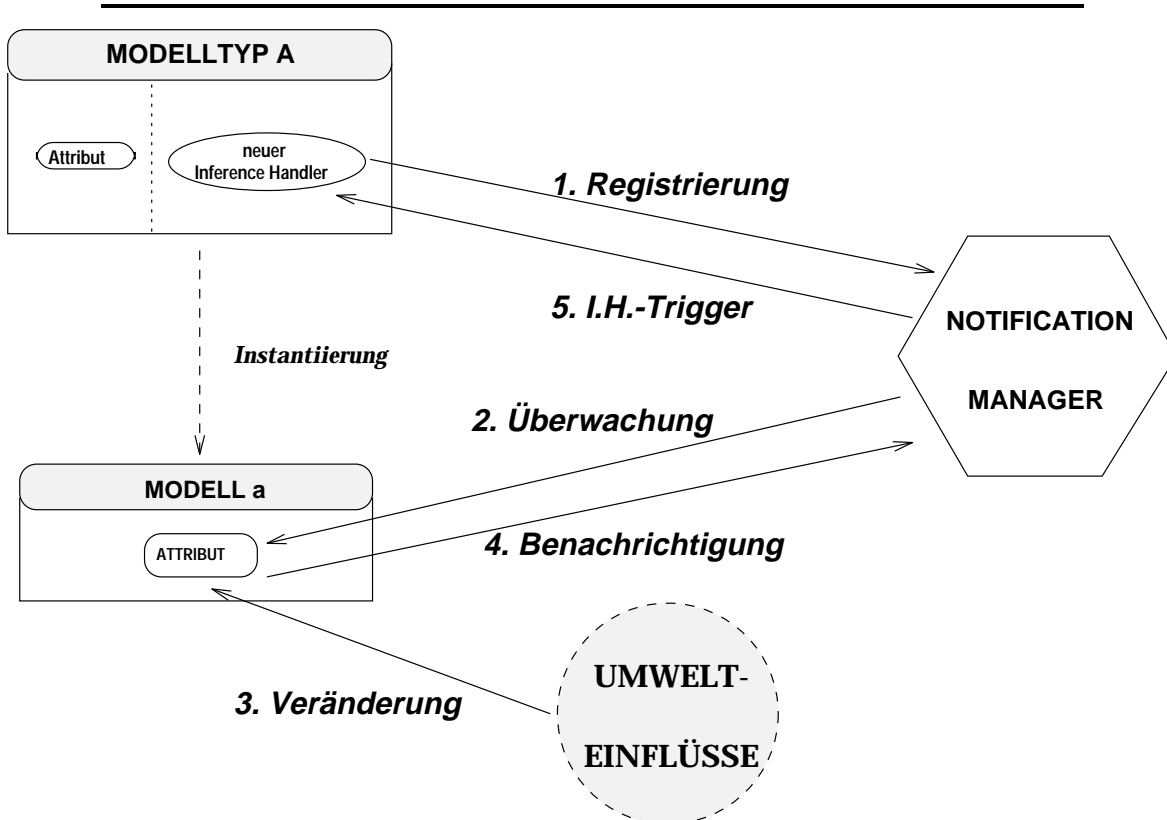 MODELLTYP A
Attribut
neuer
Inference Handler
1. Registrierung
5. I.H.-Trigger
NOTIFICATION
MANAGER
Instantiierung
2. Überwachung
MODELL a
ATTRIBUT
4. Benachrichtigung
3. Veränderung
UMWELT-
EINFLÜSSE